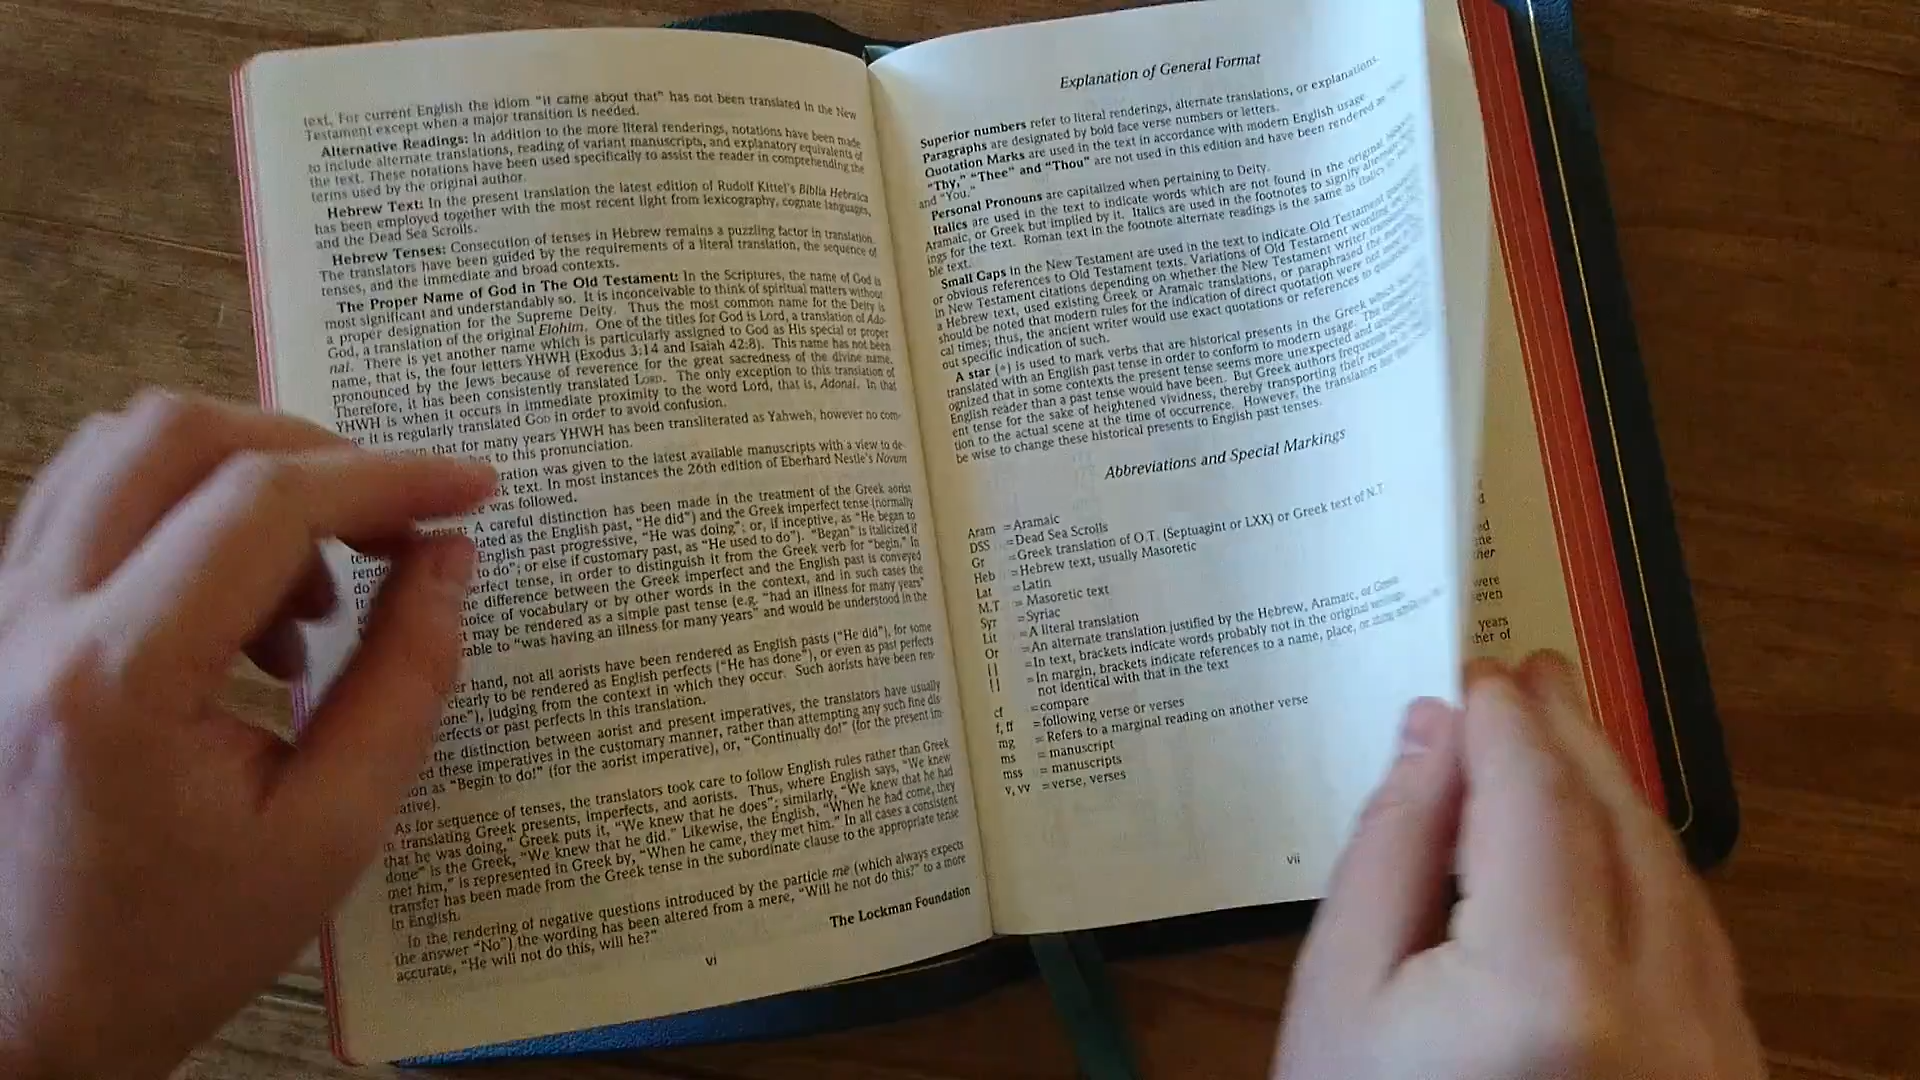 text. For current English the idiom "it came about that" has not been translated in the New
Testament except when a major transition is needed.
Alternative Readings: In addition to the more literal renderings, notations have been made
to include alternate translations, reading of variant manuscripts, and explanatory equivalents of
the text. These notations have been used specifically to assist the reader in comprehending the
terms used by the original author.
Hebrew Text: In the present translation the latest edition of Rudolf Kittel's Biblia Hebraica
has been employed together with the most recent light from lexicography, cognate languages,
and the Dead Sea Scrolls.
Hebrew Tenses: Consecution of tenses in Hebrew remains a puzzling factor in translation.
The translators have been guided by the requirements of a literal translation, the sequence of
tenses, and the immediate and broad contexts.
The Proper Name of God in The Old Testament: In the Scriptures, the name of God is
most significant and understandably so. It is inconceivable to think of spiritual matters without
a proper designation for the Supreme Deity. Thus the most common name for the Deity is
God, a translation of the original Elohim. One of the titles for God is Lord, a translation of Ado-
nai. There is yet another name which is particularly assigned to God as His special or proper
name, that is, the four letters YHWH (Exodus 3:14 and Isaiah 42:8). This name has not been
pronounced by the Jews because of reverence for the great sacredness of the divine name.
Therefore, it has been consistently translated LORD. The only exception to this translation of
YHWH is when it occurs in immediate proximity to the word Lord, that is, Adonai. In that
se it is regularly translated GOD in order to avoid confusion.
that for many years YHWH has been transliterated as Yahweh, however no com-
to this pronunciation.
eration was given to the latest available manuscripts with a view to de-
ek text. In most instances the 26th edition of Eberhard Nestle's Novum
ce was followed.
A careful distinction has been made in the treatment of the Greek aorist
lated as the English past, "He did") and the Greek imperfect tense (normally
rende English past progressive, "He was doing"; or, if inceptive, as "He began to
do" to do"; or else if customary past, as "He used to do"). "Began" is italicized if
it perfect tense, in order to distinguish it from the Greek verb for "begin." In
he difference between the Greek imperfect and the English past is conveyed
hoice of vocabulary or by other words in the context, and in such cases the
t may be rendered as a simple past tense (e.g. "had an illness for many years"
rable to "was having an illness for many years" and would be understood in the
er hand, not all aorists have been rendered as English pasts ("He did"), for some
clearly to be rendered as English perfects ("He has done"), or even as past perfects
one"), judging from the context in which they occur. Such aorists have been ren-
erfects or past perfects in this translation.
the distinction between aorist and present imperatives, the translators have usually
ed these imperatives in the customary manner, rather than attempting any such fine dis-
on as "Begin to do!" (for the aorist imperative), or, "Continually do!" (for the present im-
ative).
As for sequence of tenses, the translators took care to follow English rules rather than Greek
in translating Greek presents, imperfects, and aorists. Thus, where English says, "We knew
that he was doing," Greek puts it, "We knew that he does"; similarly, "We knew that he had
done" is the Greek, "We knew that he did." Likewise, the English, "When he had come, they
met him," is represented in Greek by, "When he came, they met him." In all cases a consistent
transfer has been made from the Greek tense in the subordinate clause to the appropriate tense
in English.
In the rendering of negative questions introduced by the particle me (which always expects
the answer "No") the wording has been altered from a mere, "Will he not do this?" to a more
accurate, "He will not do this, will he?"
The Lockman Foundation
vi
Explanation of General Format
Superior numbers refer to literal renderings, alternate translations, or explanations.
Paragraphs are designated by bold face verse numbers or letters.
Quotation Marks are used in the text in accordance with modern English usage
"Thy," "Thee" and "Thou" are not used in this edition and have been rendered as
and "You."
Personal Pronouns are capitalized when pertaining to Deity.
Italics are used in the text to indicate words which are not found in the original
Aramaic, or Greek but implied by it. Italics are used in the footnotes to signify
ings for the text. Roman text in the footnote alternate readings is the same as italics
ble text.
Small Caps in the New Testament are used in the text to indicate Old Testament
or obvious references to Old Testament texts. Variations of Old Testament wording
in New Testament citations depending on whether the New Testament writer
a Hebrew text, used existing Greek or Aramaic translations, or paraphrased the
should be noted that modern rules for the indication of direct quotation were not
cal times; thus, the ancient writer would use exact quotations or references to
out specific indication of such.
A star (*) is used to mark verbs that are historical presents in the Greek which
translated with an English past tense in order to conform to modern usage. The
ognized that in some contexts the present tense seems more unexpected and
English reader than a past tense would have been. But Greek authors frequently
ent tense for the sake of heightened vividness, thereby transporting their readers
tion to the actual scene at the time of occurrence. However, the translators
be wise to change these historical presents to English past tenses.
Abbreviations and Special Markings
Aram =Aramaic
DSS =Dead Sea Scrolls
Gr =Greek translation of O.T. (Septuagint or LXX) or Greek text of N.T.
Heb =Hebrew text, usually Masoretic
Lat =Latin
M.T = Masoretic text
Syr =Syriac
Lit =A literal translation
Or =An alternate translation justified by the Hebrew, Aramaic, or
[ ] =In text, brackets indicate words probably not in the original
[ ] =In margin, brackets indicate references to a name, place, or
not identical with that in the text
cf =compare
f, ff =following verse or verses
mg = Refers to a marginal reading on another verse
ms = manuscript
mss = manuscripts
v, vv =verse, verses
vii
were
even
years
her of